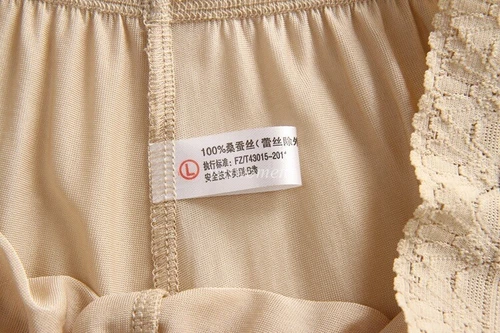 100%桑蚕丝(蕾丝除外
L 执行标准: FZ/T43015-201
安全技术类别:B类